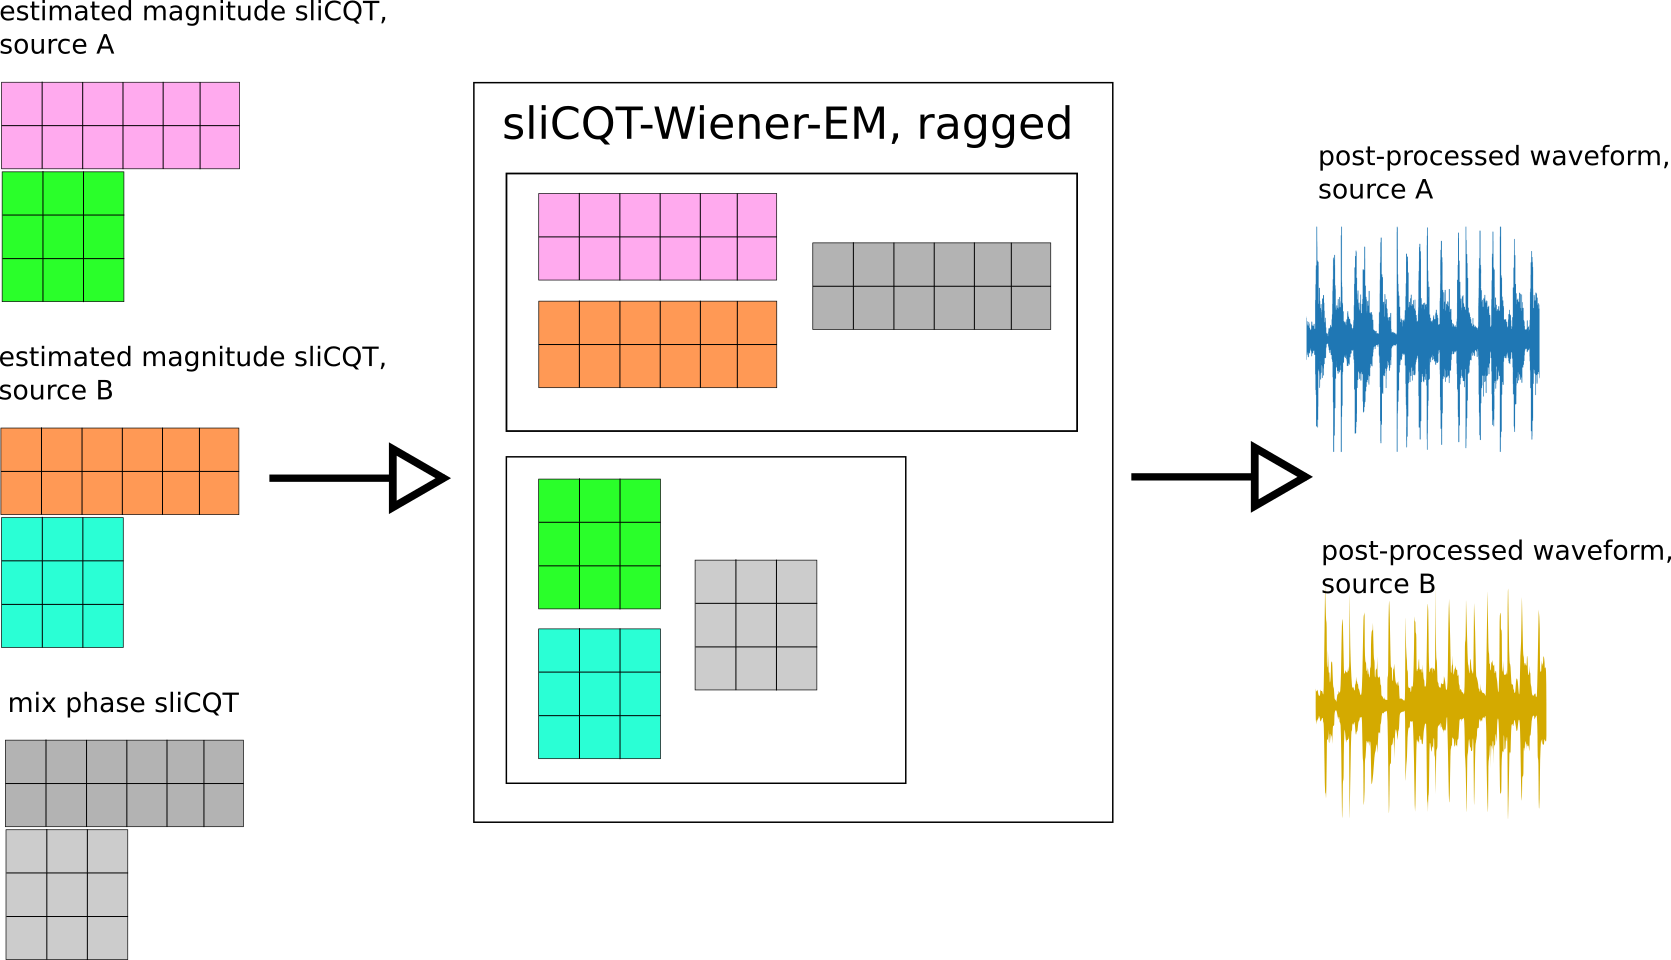 estimated magnitude sliCQT,
source A
estimated magnitude sliCQT,
source B
mix phase sliCQT
sliCQT-Wiener-EM, ragged
post-processed waveform,
source A
post-processed waveform,
source B